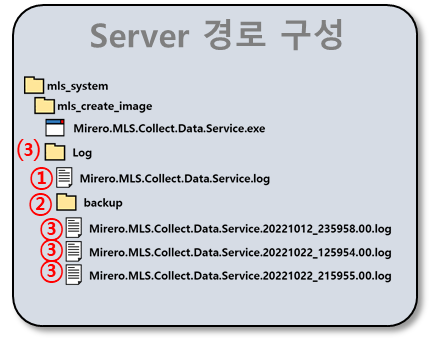 Server 경로 구성
mls_system
mls_create_image
Mirero.MLS.Collect.Data.Service.exe
(3) Log
① Mirero.MLS.Collect.Data.Service.log
② backup
③ Mirero.MLS.Collect.Data.Service.20221012_235958.00.log
③ Mirero.MLS.Collect.Data.Service.20221022_125954.00.log
③ Mirero.MLS.Collect.Data.Service.20221022_215955.00.log